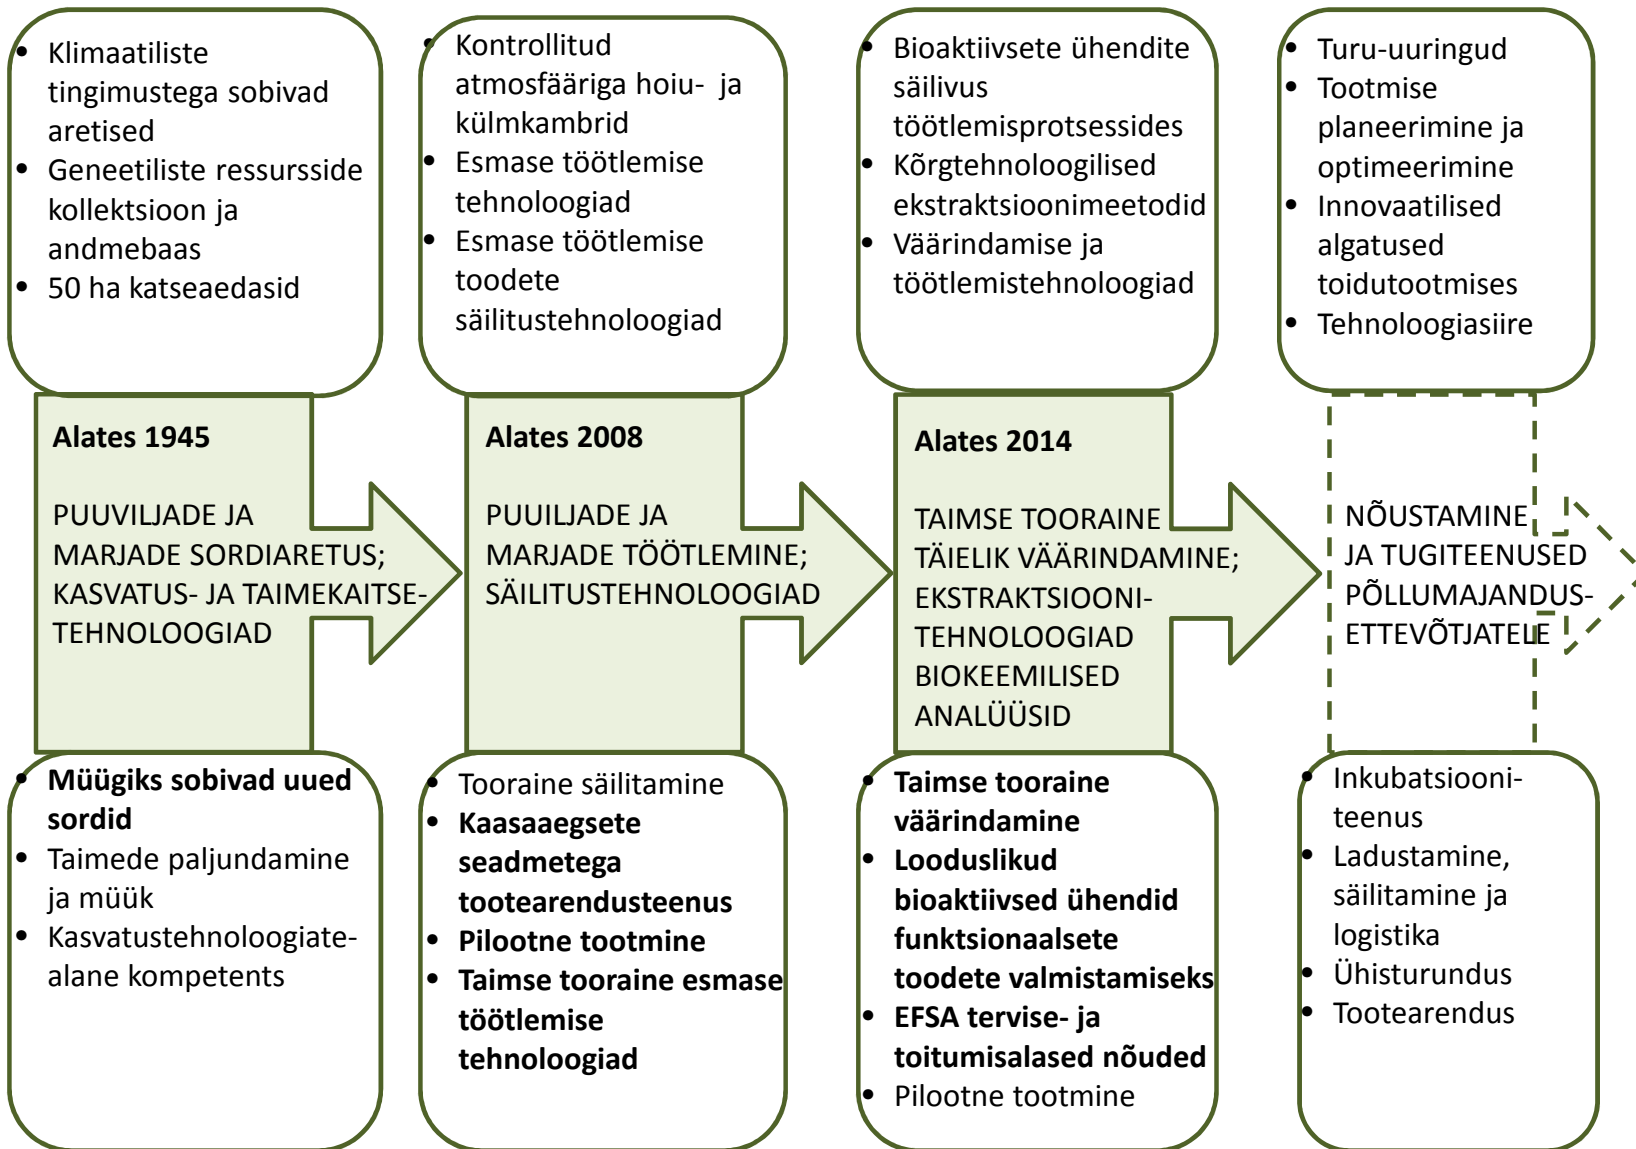 • Klimaatiliste
tingimustega sobivad
aretised
• Geneetiliste ressursside
kollektsioon ja
andmebaas
• 50 ha katseaedasid
• Kontrollitud
atmosfääriga hoiu- ja
külmkambrid
• Esmase töötlemise
tehnoloogiad
• Esmase töötlemise
toodete
säilitustehnoloogiad
• Bioaktiivsete ühendite
säilivus
töötlemisprotsessides
• Kõrgtehnoloogilised
ekstraktsioonimeetodid
• Väärindamise ja
töötlemistehnoloogiad
• Turu-uuringud
• Tootmise
planeerimine ja
optimeerimine
• Innovaatilised
algatused
toidutootmises
• Tehnoloogiasiire
Alates 1945
PUUVILJADE JA
MARJADE SORDIARETUS;
KASVATUS- JA TAIMEKAITSE-
TEHNOLOOGIAD
Alates 2008
PUUILJADE JA
MARJADE TÖÖTLEMINE;
SÄILITUSTEHNOLOOGIAD
Alates 2014
TAIMSE TOORAINE
TÄIELIK VÄÄRINDAMINE;
EKSTRAKTSIOONI-
TEHNOLOOGIAD
BIOKEEMILISED
ANALÜÜSID
NÕUSTAMINE
JA TUGITEENUSED
PÕLLUMAJANDUS-
ETTEVÕTJATELE
• Müügiks sobivad uued
sordid
• Taimede paljundamine
ja müük
• Kasvatustehnoloogiate-
alane kompetents
• Tooraine säilitamine
• Kaasaaegsete
seadmetega
tootearendusteenus
• Pilootne tootmine
• Taimse tooraine esmase
töötlemise
tehnoloogiad
• Taimse tooraine
väärindamine
• Looduslikud
bioaktiivsed ühendid
funktsionaalsete
toodete valmistamiseks
• EFSA tervise- ja
toitumisalased nõuded
• Pilootne tootmine
• Inkubatsiooni-
teenus
• Ladustamine,
säilitamine ja
logistika
• Ühisturundus
• Tootearendus